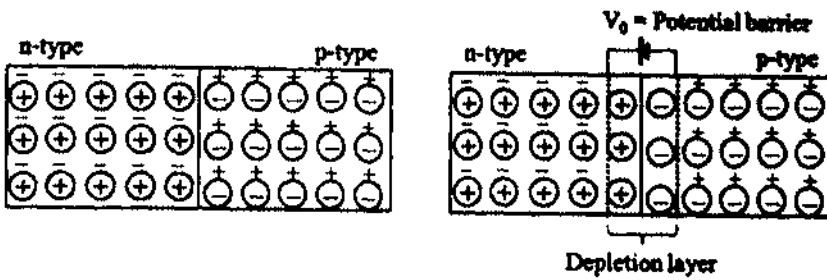 V₀ = Potential barrier
n-type
p-type
n-type
p-type
Depletion layer